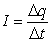 I = Δq / Δt